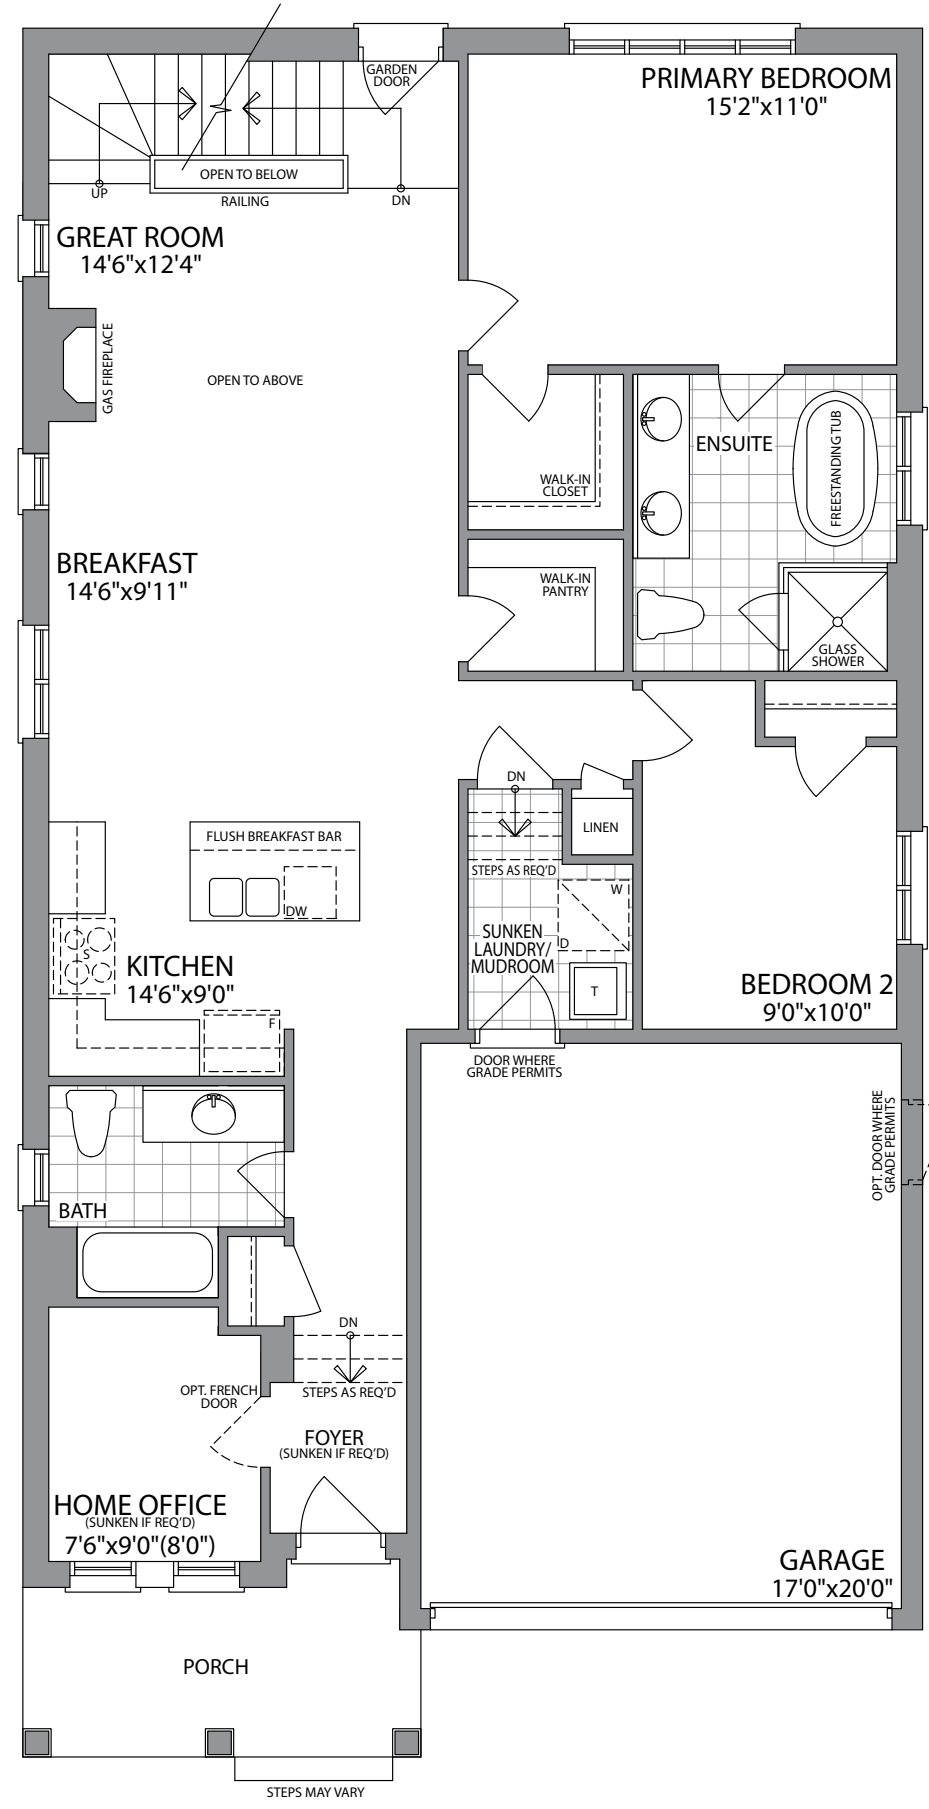 GARDEN
DOOR
PRIMARY BEDROOM
15'2"x11'0"
OPEN TO BELOW
UP
RAILING
DN
GREAT ROOM
14'6"x12'4"
GAS FIREPLACE
OPEN TO ABOVE
WALK-IN
CLOSET
ENSUITE
FREESTANDING TUB
BREAKFAST
14'6"x9'11"
WALK-IN
PANTRY
GLASS
SHOWER
DN
LINEN
FLUSH BREAKFAST BAR
DW
STEPS AS REQ'D
W
D
SUNKEN
LAUNDRY/
MUDROOM
T
S
KITCHEN
14'6"x9'0"
F
BEDROOM 2
9'0"x10'0"
DOOR WHERE
GRADE PERMITS
OPT. DOOR WHERE
GRADE PERMITS
BATH
DN
STEPS AS REQ'D
OPT. FRENCH
DOOR
FOYER
(SUNKEN IF REQ'D)
HOME OFFICE
(SUNKEN IF REQ'D)
7'6"x9'0"(8'0")
GARAGE
17'0"x20'0"
PORCH
STEPS MAY VARY